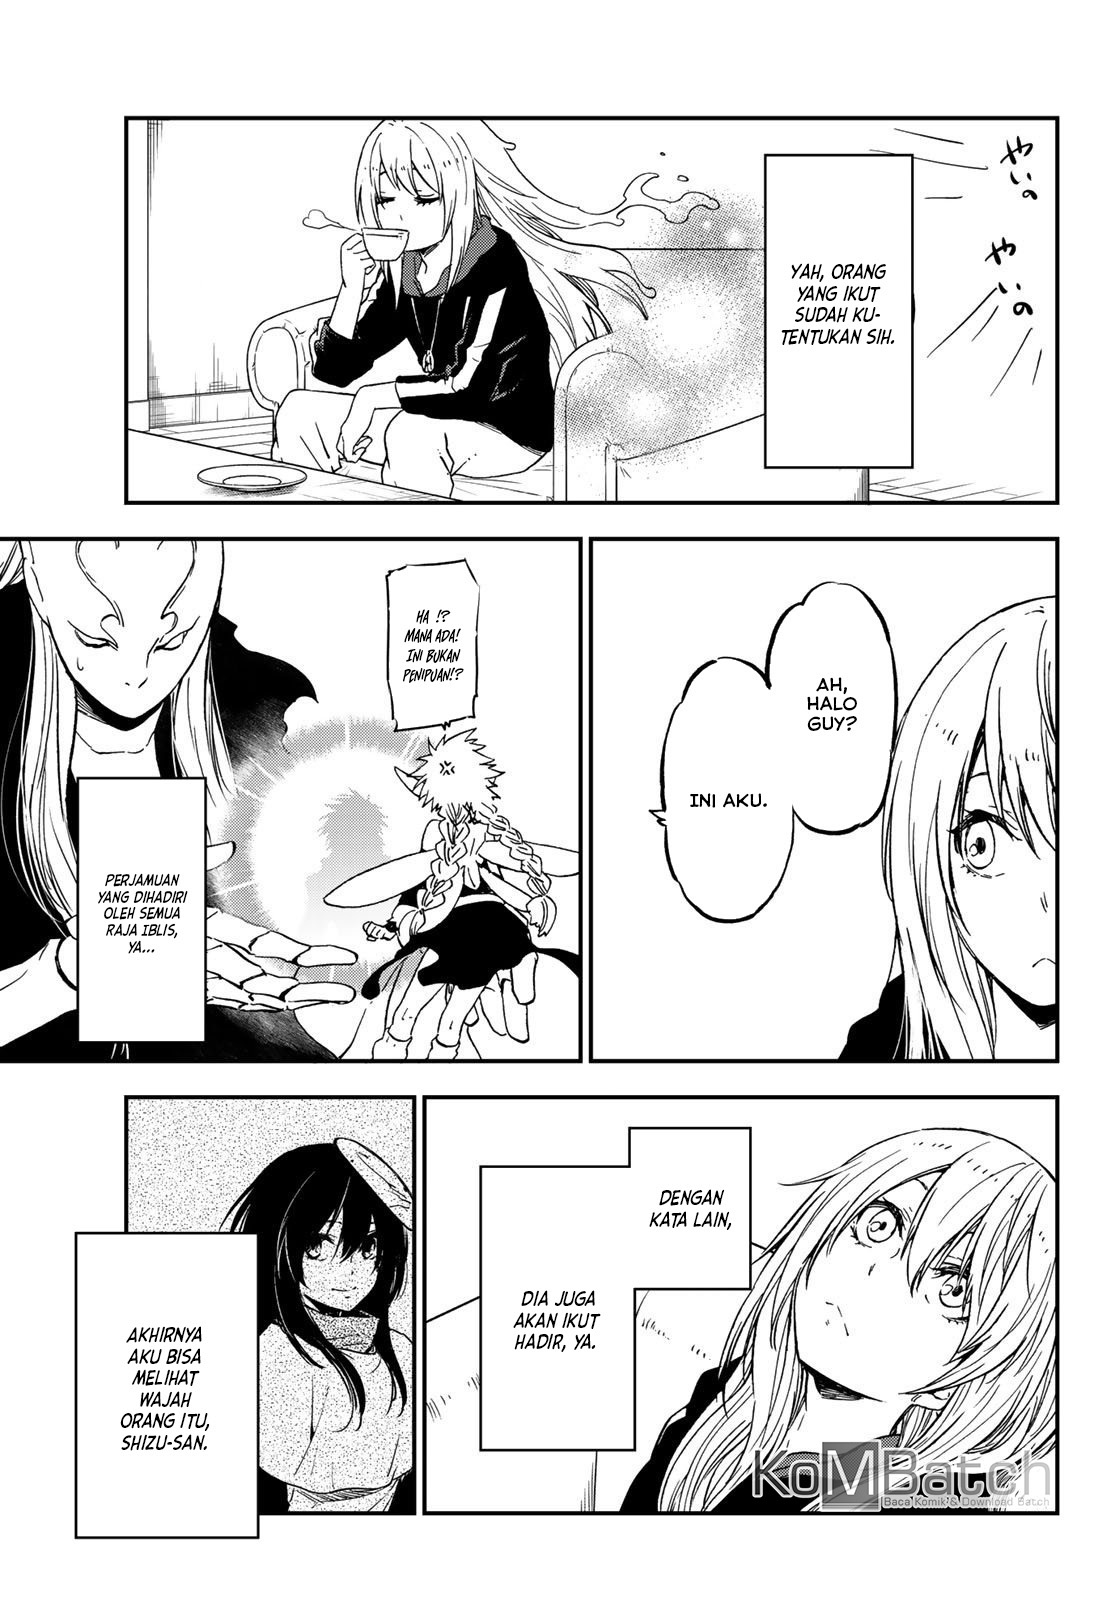 やいの
やいの
YAH, ORANG
YANG IKUT
SUDAH KU-
TENTUKAN SIH.
AH,
HALO
GUY?
INI AKU.
HA !?
MANA ADA!
INI BUKAN
PENIPUAN!?
PERJAMUAN
YANG DIHADIRI
OLEH SEMUA
RAJA IBLIS,
YA...
DENGAN
KATA LAIN,
DIA JUGA
AKAN IKUT
HADIR, YA.
AKHIRNYA
AKU BISA
MELIHAT
WAJAH
ORANG ITU,
SHIZU-SAN.
KoMBatch
Baca Komik & Download Batch